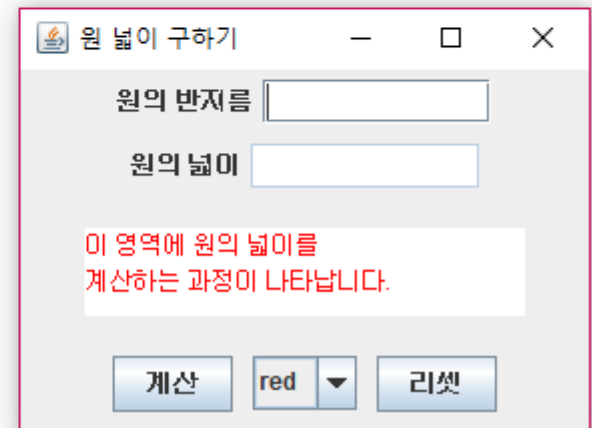 원 넓이 구하기
원의 반지름
원의 넓이
이 영역에 원의 넓이를
계산하는 과정이 나타납니다.
계산 red 리셋